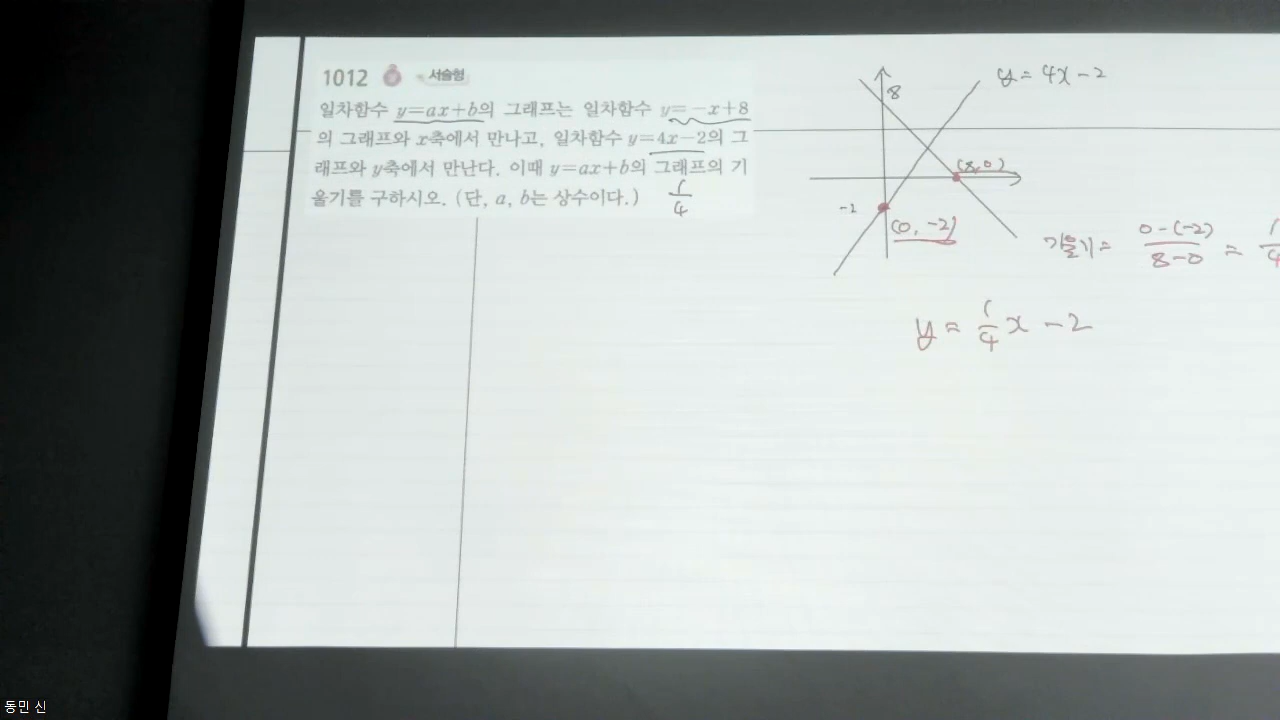 1012 서술형
일차함수 y=ax+b의 그래프는 일차함수 y=-x+8
의 그래프와 x축에서 만나고, 일차함수 y=4x-2의 그
래프와 y축에서 만난다. 이때 y=ax+b의 그래프의 기
울기를 구하시오. (단, a, b는 상수이다.) 1/4
y=4x-2
8
(8,0)
-2
(0,-2)
기울기= 0-(-2)/8-0 = 1/4
y=1/4x-2
동민 신